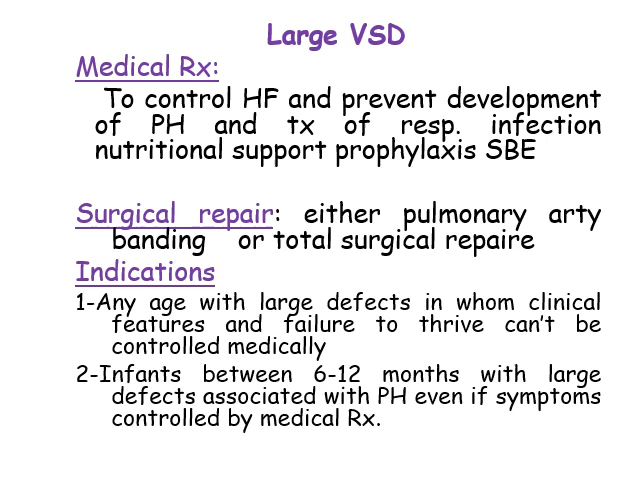 Large VSD
Medical Rx:
To control HF and prevent development
of PH and tx of resp. infection
nutritional support prophylaxis SBE
Surgical repair: either pulmonary arty
banding or total surgical repaire
Indications
1-Any age with large defects in whom clinical
features and failure to thrive can't be
controlled medically
2-Infants between 6-12 months with large
defects associated with PH even if symptoms
controlled by medical Rx.